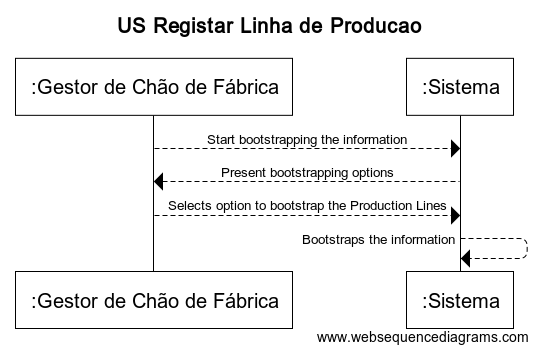 US Registar Linha de Producao
:Gestor de Chão de Fábrica
:Sistema
Start bootstrapping the information
Present bootstrapping options
Selects option to bootstrap the Production Lines
Bootstraps the information
:Gestor de Chão de Fábrica
:Sistema
www.websequencediagrams.com